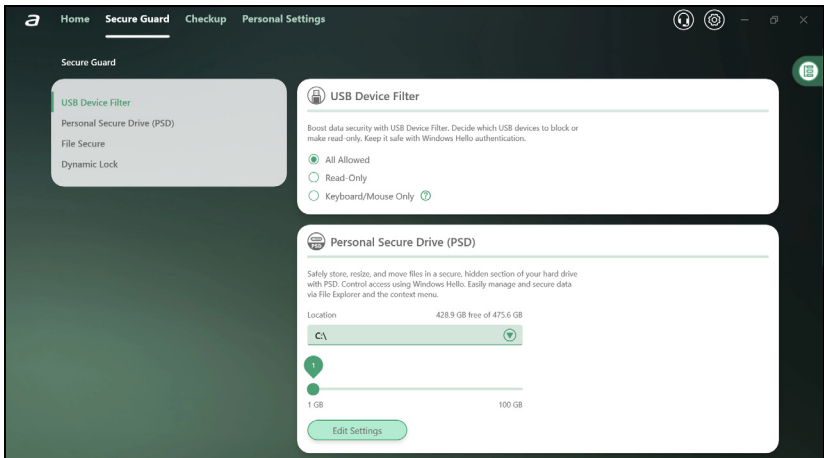 a Home Secure Guard Checkup Personal Settings
Secure Guard
USB Device Filter
Personal Secure Drive (PSD)
File Secure
Dynamic Lock
USB Device Filter
Boost data security with USB Device Filter. Decide which USB devices to block or
make read-only. Keep it safe with Windows Hello authentication.
All Allowed
Read-Only
Keyboard/Mouse Only ?
PSD Personal Secure Drive (PSD)
Safely store, resize, and move files in a secure, hidden section of your hard drive
with PSD. Control access using Windows Hello. Easily manage and secure data
via File Explorer and the context menu.
Location 428.9 GB free of 475.6 GB
C:\
1
1 GB 100 GB
Edit Settings